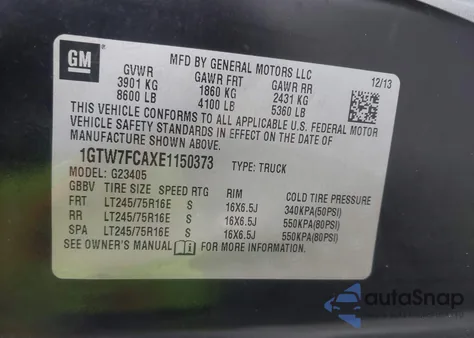 GM
MFD BY GENERAL MOTORS LLC
GVWR GAWR FRT GAWR RR 12/13
3901 KG 1860 KG 2431 KG
8600 LB 4100 LB 5360 LB
THIS VEHICLE CONFORMS TO ALL APPLICABLE U.S. FEDERAL MOTOR
VEHICLE SAFETY STANDARDS IN EFFECT ON THE DATE OF
MANUFACTURE SHOWN ABOVE.
1GTW7FCAXE1150373 TYPE: TRUCK
MODEL: G23405
GBBV TIRE SIZE SPEED RTG RIM COLD TIRE PRESSURE
FRT LT245/75R16E S 16X6.5J 340KPA(50PSI)
RR LT245/75R16E S 16X6.5J 550KPA(80PSI)
SPA LT245/75R16E S 16X6.5J 550KPA(80PSI)
SEE OWNER'S MANUAL FOR MORE INFORMATION
autoSnap